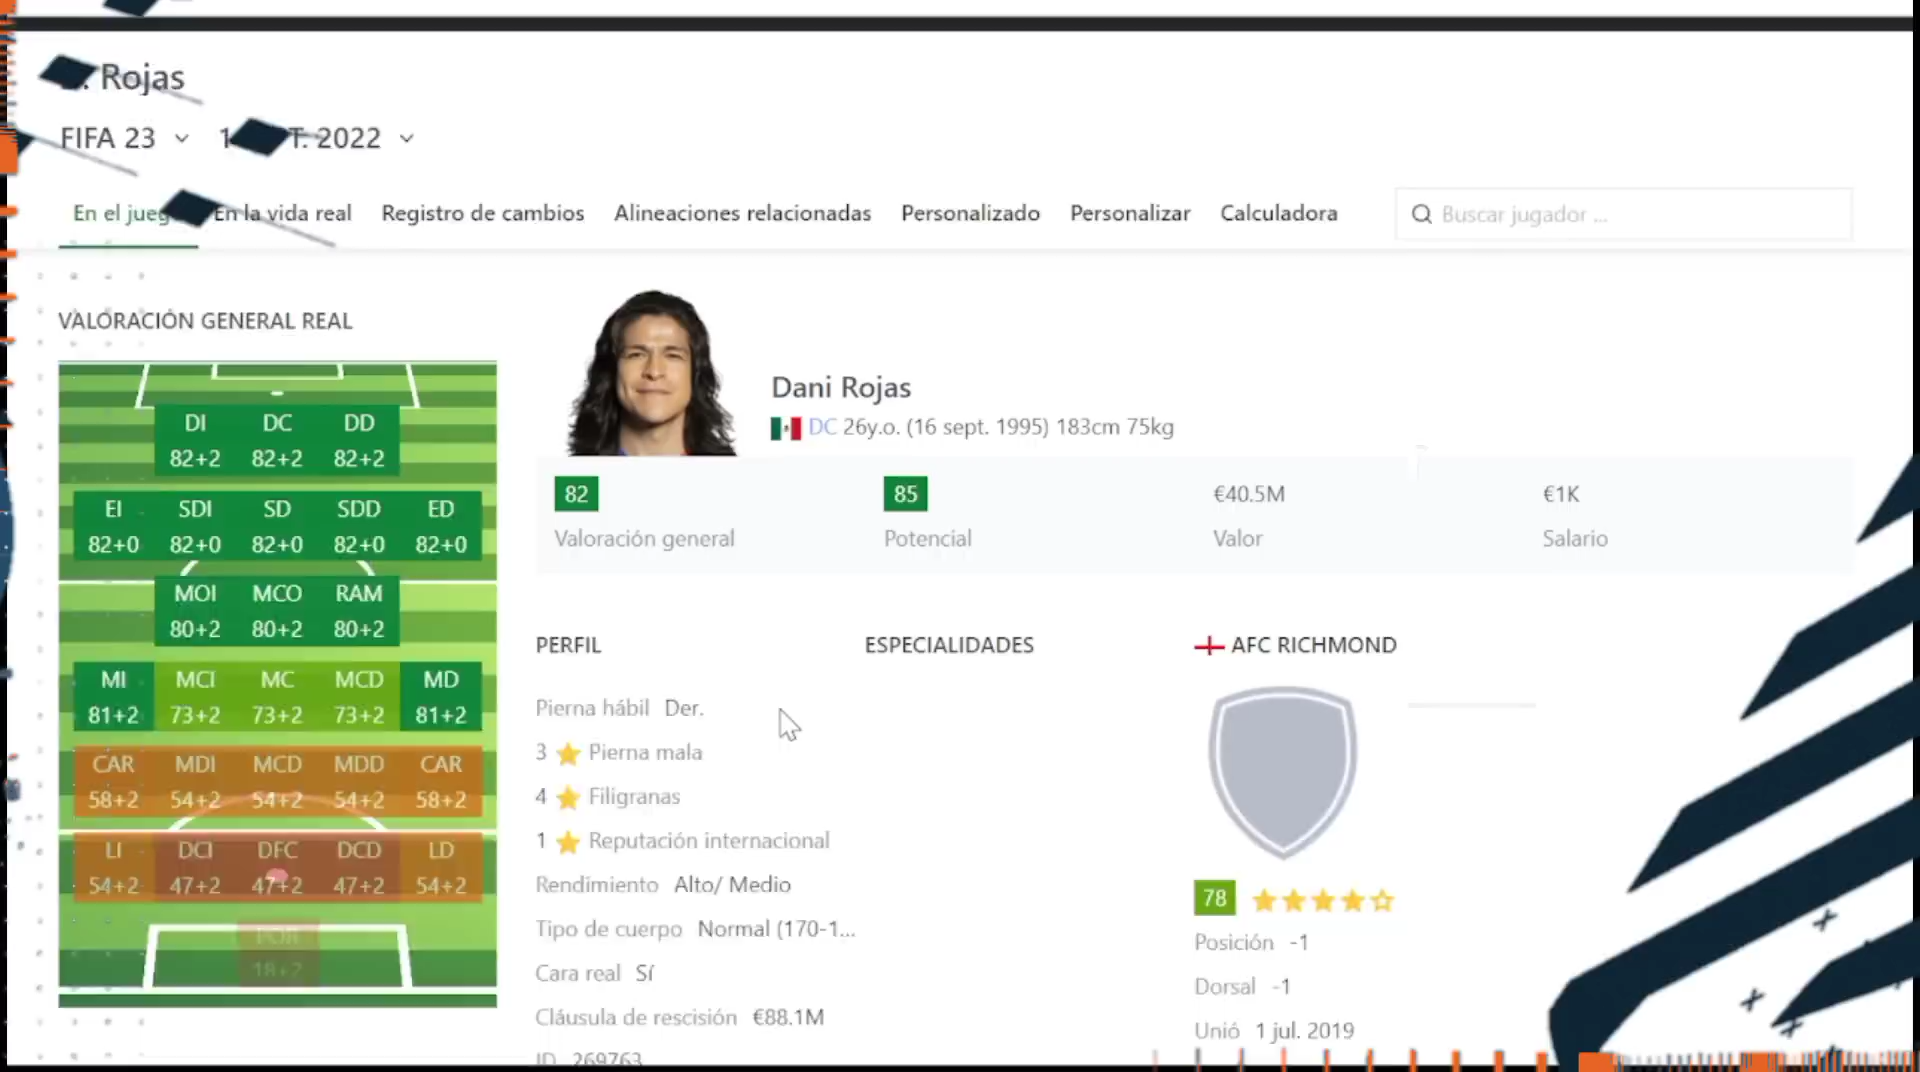 Rojas
FIFA 23
2022
En el jueg
En la vida real
Registro de cambios
Alineaciones relacionadas
Personalizado
Personalizar
Calculadora
Buscar jugador ...
VALORACIÓN GENERAL REAL
DI DC DD
82+2 82+2 82+2
EI SDI SD SDD ED
82+0 82+0 82+0 82+0 82+0
MOI MCO RAM
80+2 80+2 80+2
MI MCI MC MCD MD
81+2 73+2 73+2 73+2 81+2
CAR MDI MCD MDD CAR
58+2 54+2 54+2 54+2 58+2
LI DCI DFC DCD LD
54+2 47+2 47+2 47+2 54+2
POR
18+2
Dani Rojas
DC 26y.o. (16 sept. 1995) 183cm 75kg
82
Valoración general
85
Potencial
€40.5M
Valor
€1K
Salario
PERFIL
Pierna hábil Der.
3 Pierna mala
4 Filigranas
1 Reputación internacional
Rendimiento Alto/ Medio
Tipo de cuerpo Normal (170-1...
Cara real Sí
Cláusula de rescisión €88.1M
ID 269763
ESPECIALIDADES
AFC RICHMOND
78
Posición -1
Dorsal -1
Unió 1 jul. 2019